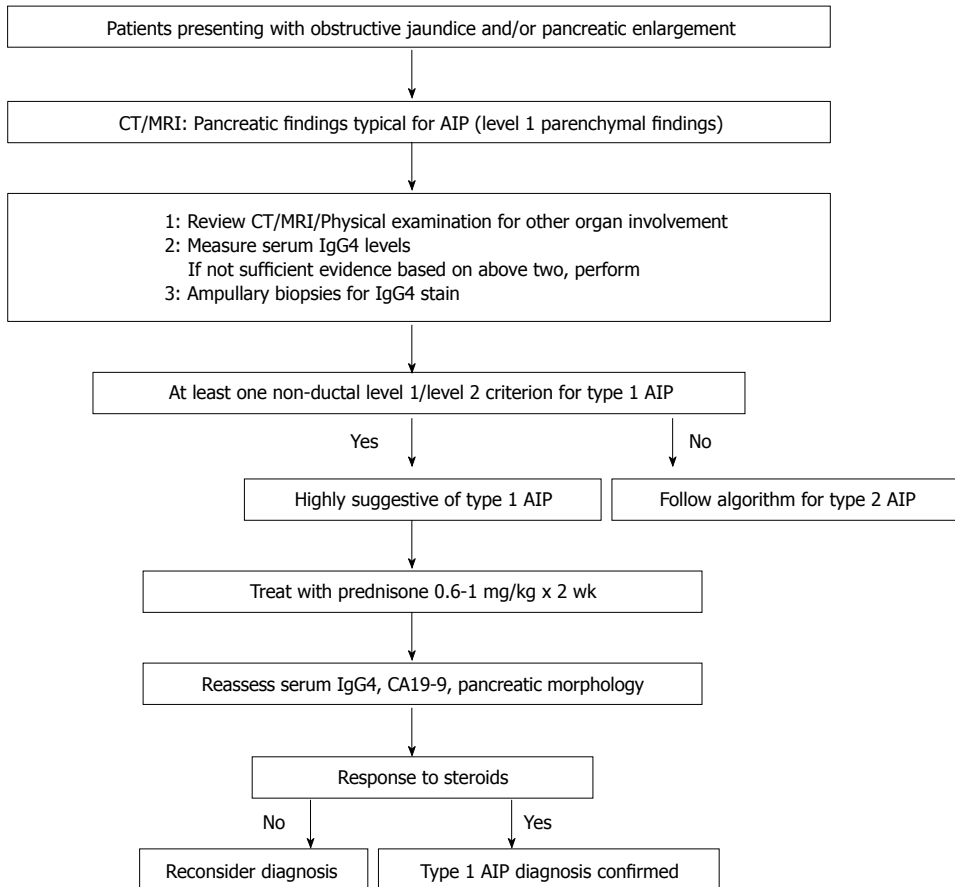 Patients presenting with obstructive jaundice and/or pancreatic enlargement
CT/MRI: Pancreatic findings typical for AIP (level 1 parenchymal findings)
1: Review CT/MRI/Physical examination for other organ involvement
2: Measure serum IgG4 levels
If not sufficient evidence based on above two, perform
3: Ampullary biopsies for IgG4 stain
At least one non-ductal level 1/level 2 criterion for type 1 AIP
Yes
No
Highly suggestive of type 1 AIP
Follow algorithm for type 2 AIP
Treat with prednisone 0.6-1 mg/kg x 2 wk
Reassess serum IgG4, CA19-9, pancreatic morphology
Response to steroids
No
Yes
Reconsider diagnosis
Type 1 AIP diagnosis confirmed